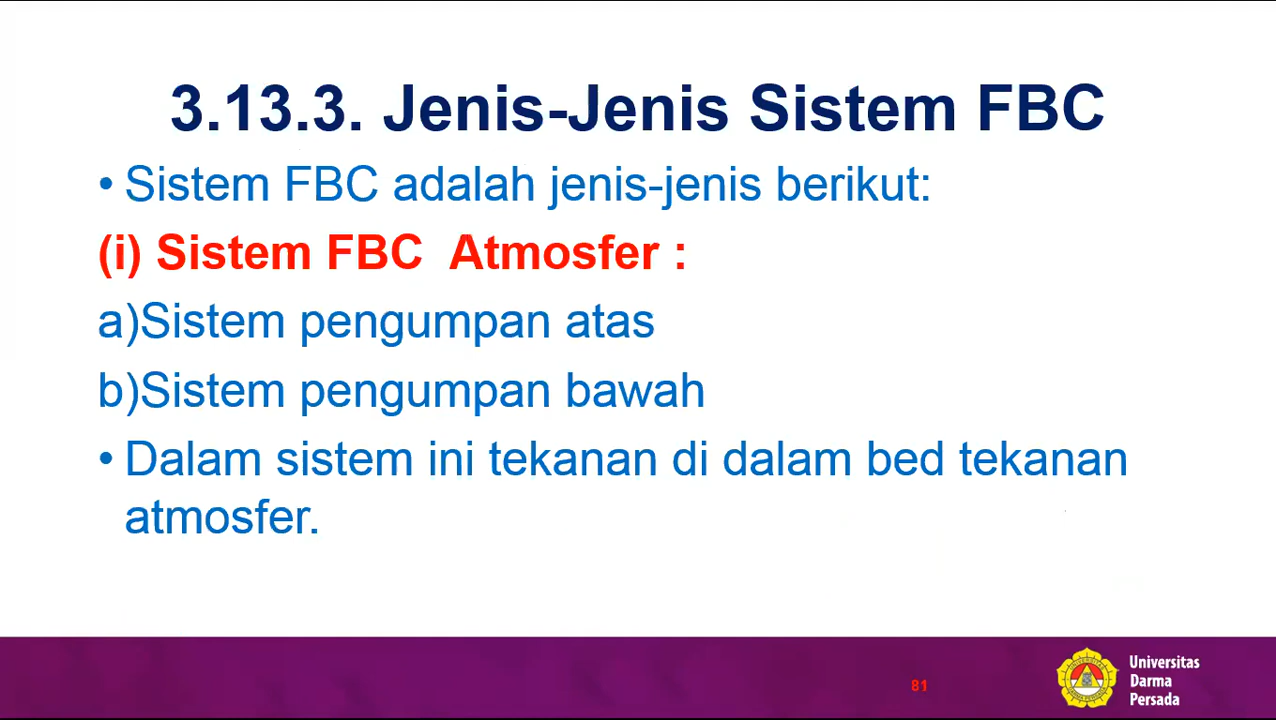 3.13.3. Jenis-Jenis Sistem FBC
• Sistem FBC adalah jenis-jenis berikut:
(i) Sistem FBC Atmosfer :
a)Sistem pengumpan atas
b)Sistem pengumpan bawah
• Dalam sistem ini tekanan di dalam bed tekanan
atmosfer.
81
Universitas
Darma
Persada